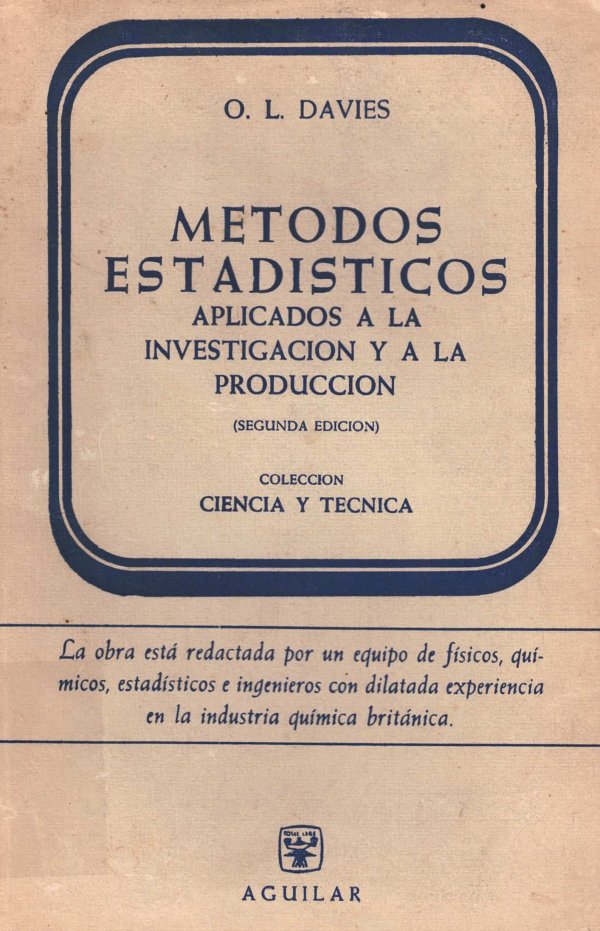 O. L. DAVIES
METODOS
ESTADISTICOS
APLICADOS A LA
INVESTIGACION Y A LA
PRODUCCION
(SEGUNDA EDICION)
COLECCION
CIENCIA Y TECNICA
La obra está redactada por un equipo de físicos, quí-
micos, estadísticos e ingenieros con dilatada experiencia
en la industria química británica.
AGUILAR